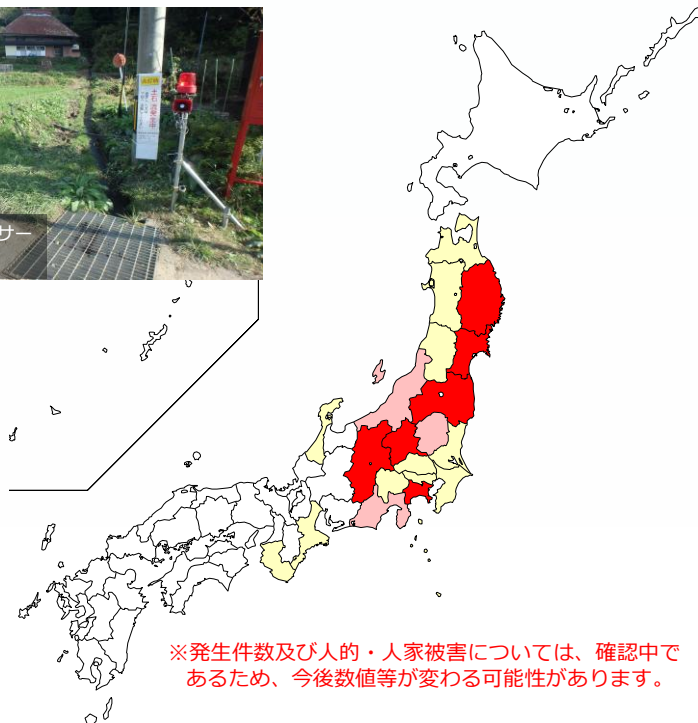 サー
※発生件数及び人的・人家被害については、確認中で
あるため、今後数値等が変わる可能性があります。